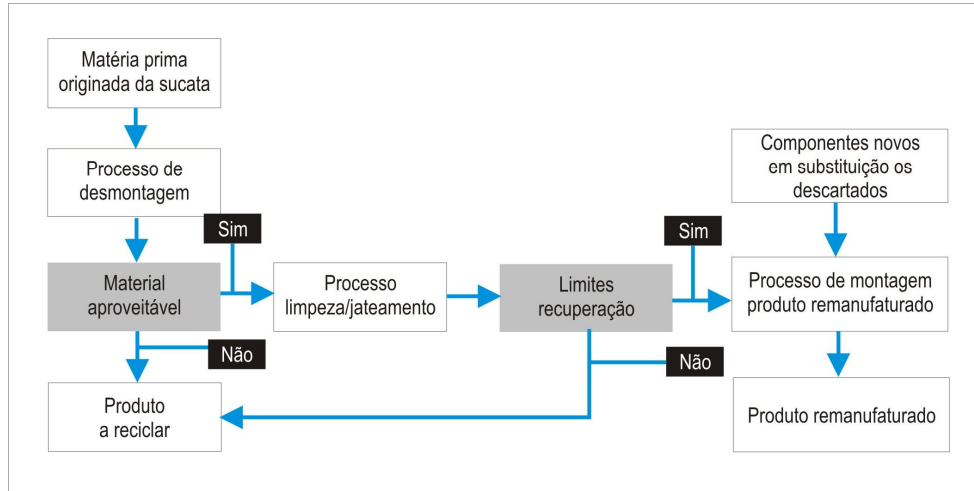 Matéria prima
originada da sucata
Processo de
desmontagem
Sim
Material
aproveitável
Não
Produto
a reciclar
Processo
limpeza/jateamento
Limites
recuperação
Sim
Não
Componentes novos
em substituição os
descartados
Processo de montagem
produto remanufaturado
Produto remanufaturado